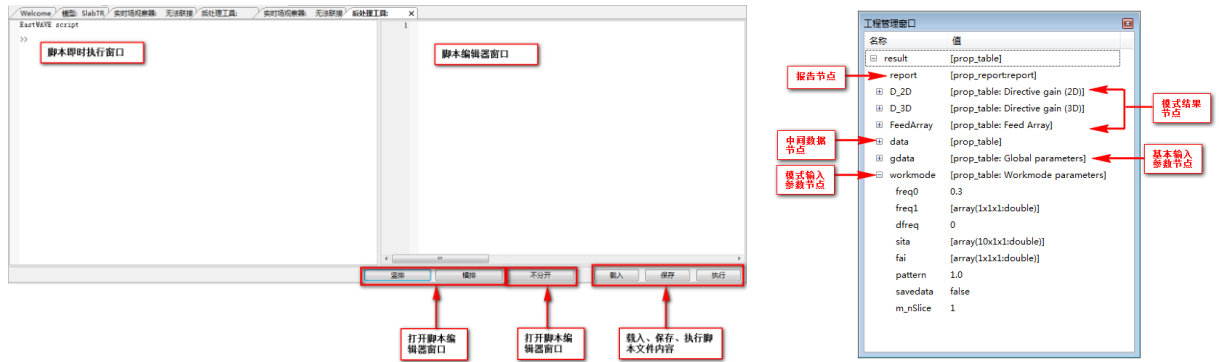 Welcome 模型: SlabTR 实时场观察器: 无法联接 后处理工具: 实时场观察器: 无法联接 后处理工具: ×
EastWAVE script
>>
1
脚本即时执行窗口
脚本编辑器窗口
竖排 横排 不分开 载入 保存 执行
打开脚本编
辑器窗口
打开脚本编
辑器窗口
载入、保存、执行脚
本文件内容
工程管理窗口
名称 值
result [prop_table]
报告节点
report [prop_report:report]
D_2D [prop_table: Directive gain (2D)]
D_3D [prop_table: Directive gain (3D)]
模式结果
节点
FeedArray [prop_table: Feed Array]
中间数据
节点
data [prop_table]
gdata [prop_table: Global parameters]
基本输入
参数节点
模式输入
参数节点
workmode [prop_table: Workmode parameters]
freq0 0.3
freq1 [array(1x1x1:double)]
dfreq 0
sita [array(10x1x1:double)]
fai [array(1x1x1:double)]
pattern 1.0
savedata false
m_nSlice 1